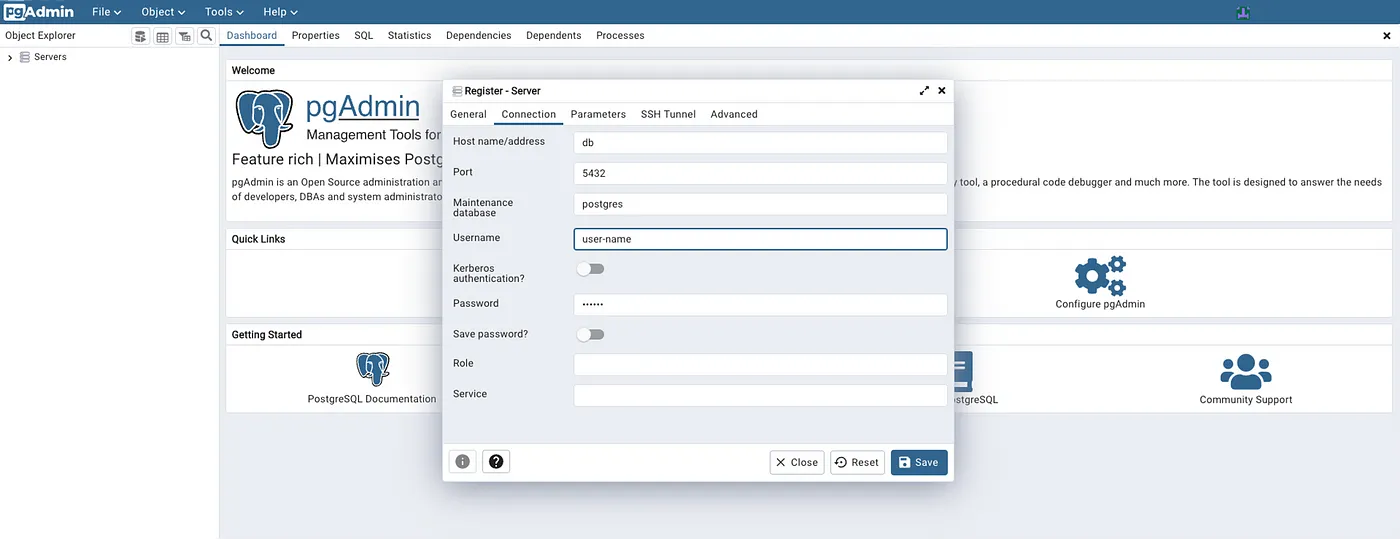 pgAdmin File Object Tools Help
Object Explorer
Servers
Dashboard Properties SQL Statistics Dependencies Dependents Processes
Welcome
pgAdmin
Management Tools for
Feature rich | Maximises Postg
pgAdmin is an Open Source administration an
y tool, a procedural code debugger and much more. The tool is designed to answer the needs
of developers, DBAs and system administrato
Quick Links
Configure pgAdmin
Getting Started
PostgreSQL Documentation
ostgreSQL
Community Support
Register - Server
General Connection Parameters SSH Tunnel Advanced
Host name/address db
Port 5432
Maintenance
database
postgres
Username user-name
Kerberos
authentication?
Password ••••••
Save password?
Role
Service
Close Reset Save